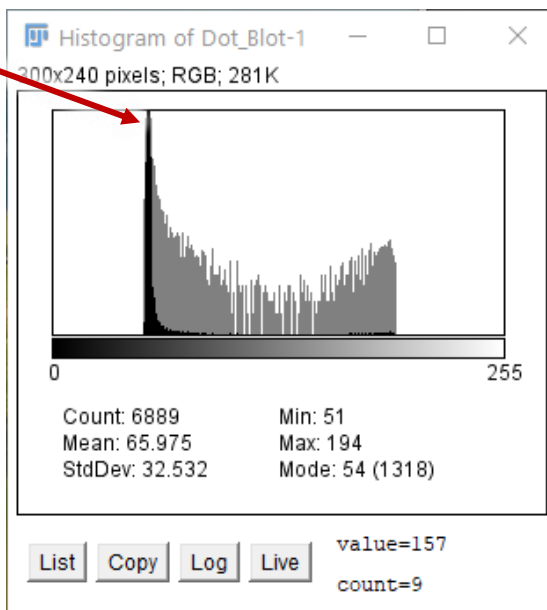 Histogram of Dot_Blot-1
300x240 pixels; RGB; 281K
0 255
Count: 6889 Min: 51
Mean: 65.975 Max: 194
StdDev: 32.532 Mode: 54 (1318)
List Copy Log Live value=157
count=9